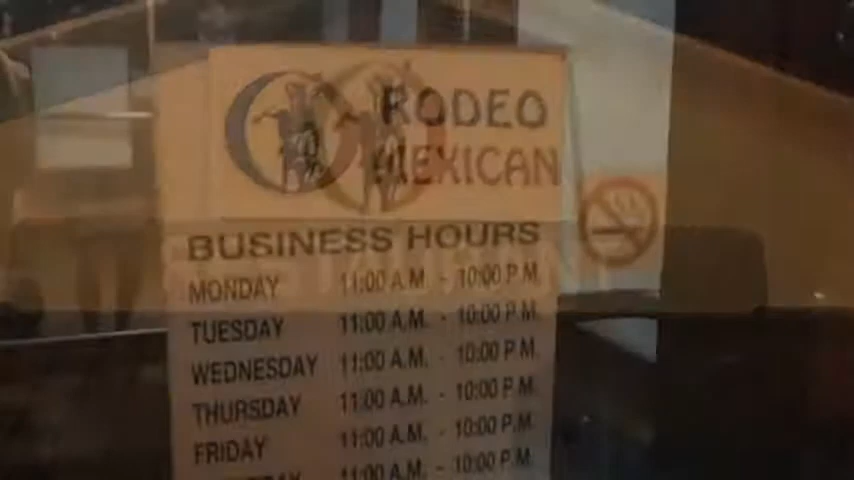 RODEO
MEXICAN
BUSINESS HOURS
MONDAY 11:00 A.M. - 10:00 P.M.
TUESDAY 11:00 A.M. - 10:00 P.M.
WEDNESDAY 11:00 A.M. - 10:00 P.M.
THURSDAY 11:00 A.M. - 10:00 P.M.
FRIDAY 11:00 A.M. - 10:00 P.M.
11:00 A.M. - 10:00 P.M.